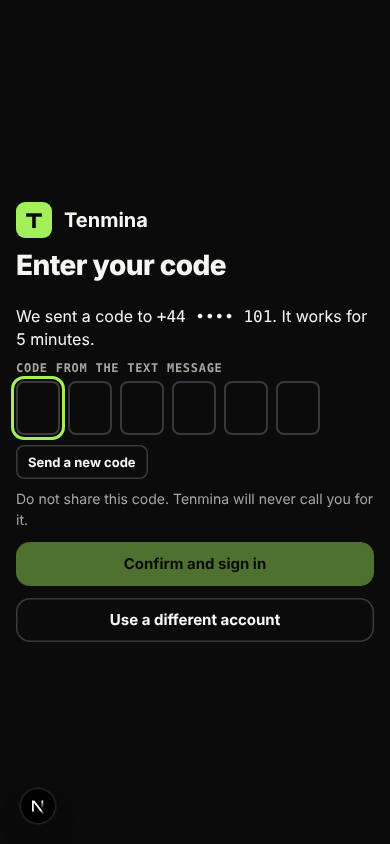 T
Tenmina
Enter your code
We sent a code to +44 •••• 101. It works for
5 minutes.
CODE FROM THE TEXT MESSAGE
Send a new code
Do not share this code. Tenmina will never call you for
it.
Confirm and sign in
Use a different account
N